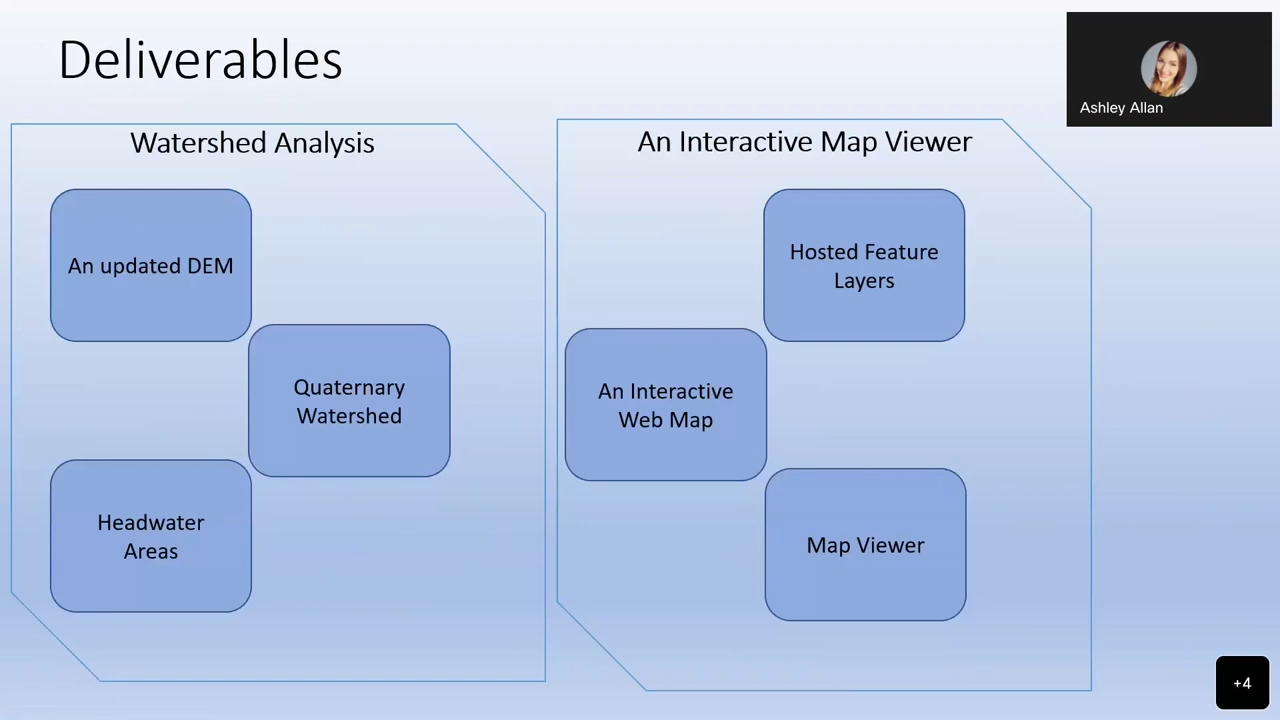 Deliverables
Ashley Allan
Watershed Analysis
An updated DEM
Quaternary
Watershed
Headwater
Areas
An Interactive Map Viewer
Hosted Feature
Layers
An Interactive
Web Map
Map Viewer
+4